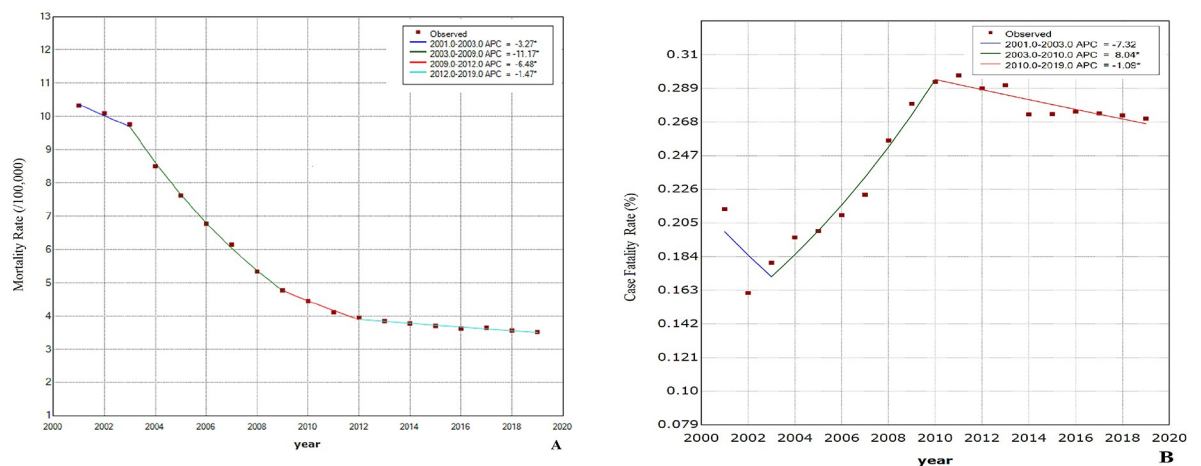 13
12
11
10
9
8
7
6
5
4
3
2
1
Mortality Rate (/100,000)
Observed
2001.0-2003.0 APC = -3.27*
2003.0-2009.0 APC = -11.17*
2009.0-2012.0 APC = -6.48*
2012.0-2019.0 APC = -1.47*
2000 2002 2004 2006 2008 2010 2012 2014 2016 2018 2020
year
A
0.31
0.289
0.268
0.247
0.226
0.205
0.184
0.163
0.142
0.121
0.10
0.079
Case Fatality Rate (%)
Observed
2001.0-2003.0 APC = -7.32
2003.0-2010.0 APC = 8.04*
2010.0-2019.0 APC = -1.09*
2000 2002 2004 2006 2008 2010 2012 2014 2016 2018 2020
year
B